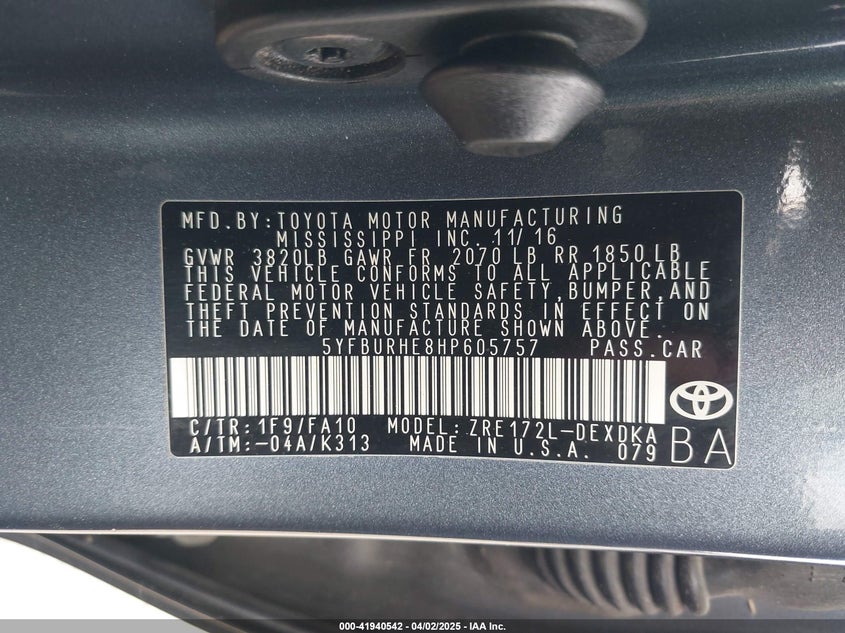 MFD.BY:TOYOTA MOTOR MANUFACTURING
MISSISSIPPI INC. 11/16
GVWR 3820LB GAWR FR 2070LB RR 1850LB
THIS VEHICLE CONFORMS TO ALL APPLICABLE
FEDERAL MOTOR VEHICLE SAFETY,BUMPER,AND
THEFT PREVENTION STANDARDS IN EFFECT ON
THE DATE OF MANUFACTURE SHOWN ABOVE.
5YFBURHE8HP605757 PASS.CAR
C/TR:1F9/FA10 MODEL:ZRE172L-DEXDKA
A/TM:-04A/K313 MADE IN U.S.A. 079
BA
000-41940542 - 04/02/2025 - IAA Inc.